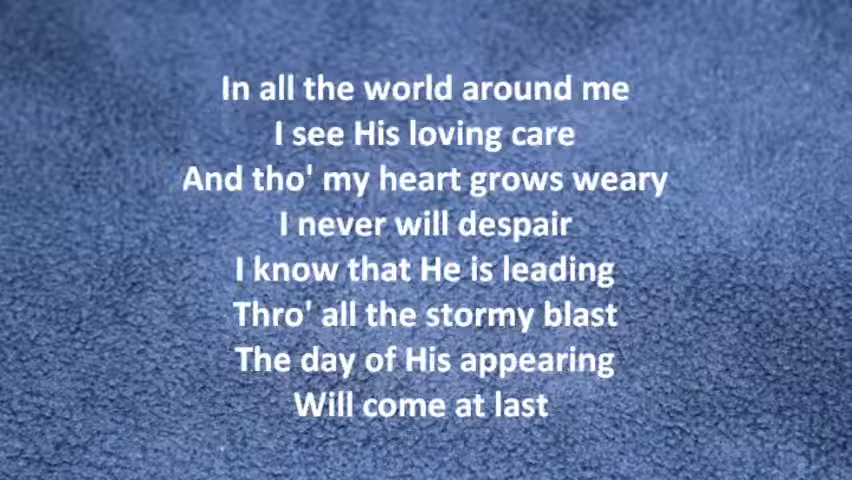 In all the world around me
I see His loving care
And tho' my heart grows weary
I never will despair
I know that He is leading
Thro' all the stormy blast
The day of His appearing
Will come at last